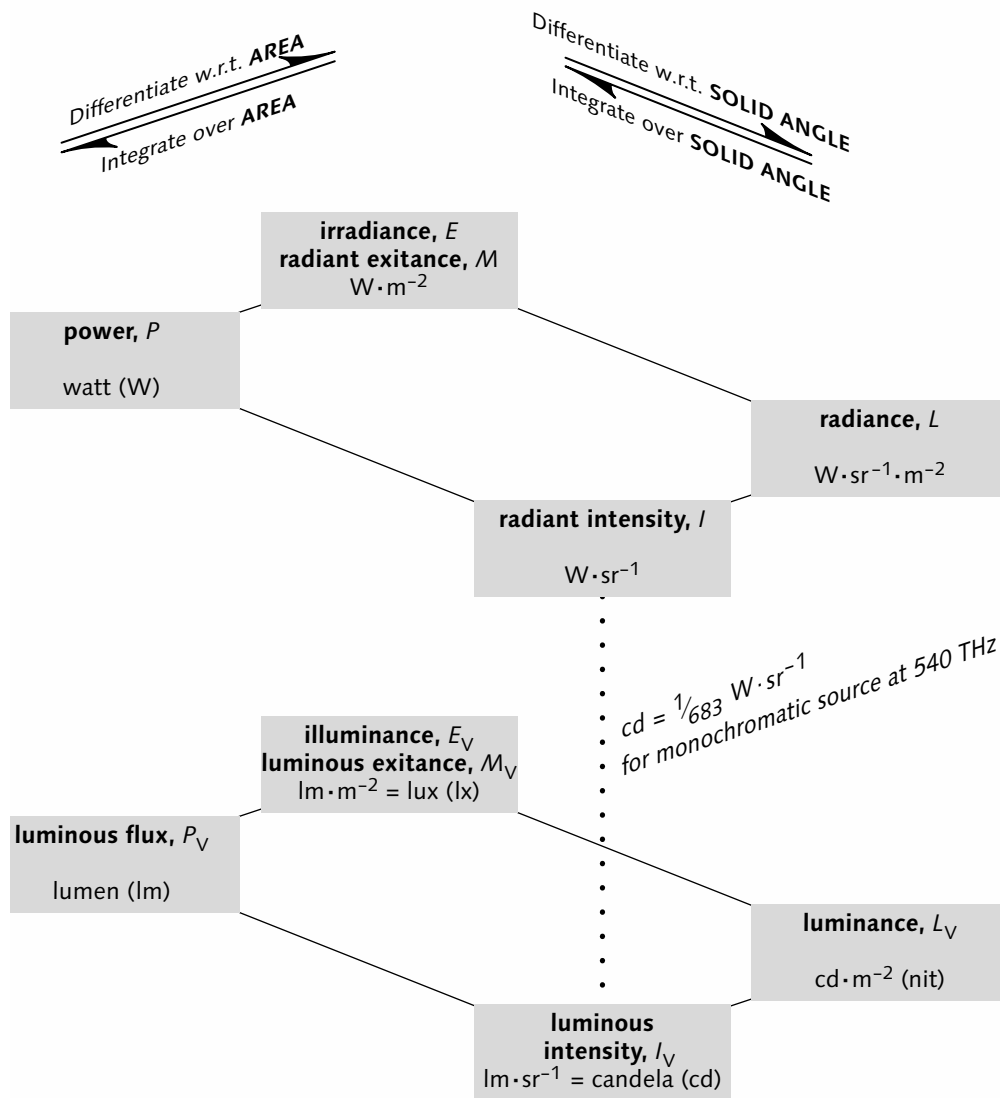 Differentiate w.r.t. AREA
Integrate over AREA
Differentiate w.r.t. SOLID ANGLE
Integrate over SOLID ANGLE
irradiance, E
radiant exitance, M
W·m⁻²
power, P
watt (W)
radiance, L
W·sr⁻¹·m⁻²
radiant intensity, I
W·sr⁻¹
cd = ¹⁄₆₈₃ W·sr⁻¹
for monochromatic source at 540 THz
illuminance, E_V
luminous exitance, M_V
lm·m⁻² = lux (lx)
luminous flux, P_V
lumen (lm)
luminance, L_V
cd·m⁻² (nit)
luminous
intensity, I_V
lm·sr⁻¹ = candela (cd)